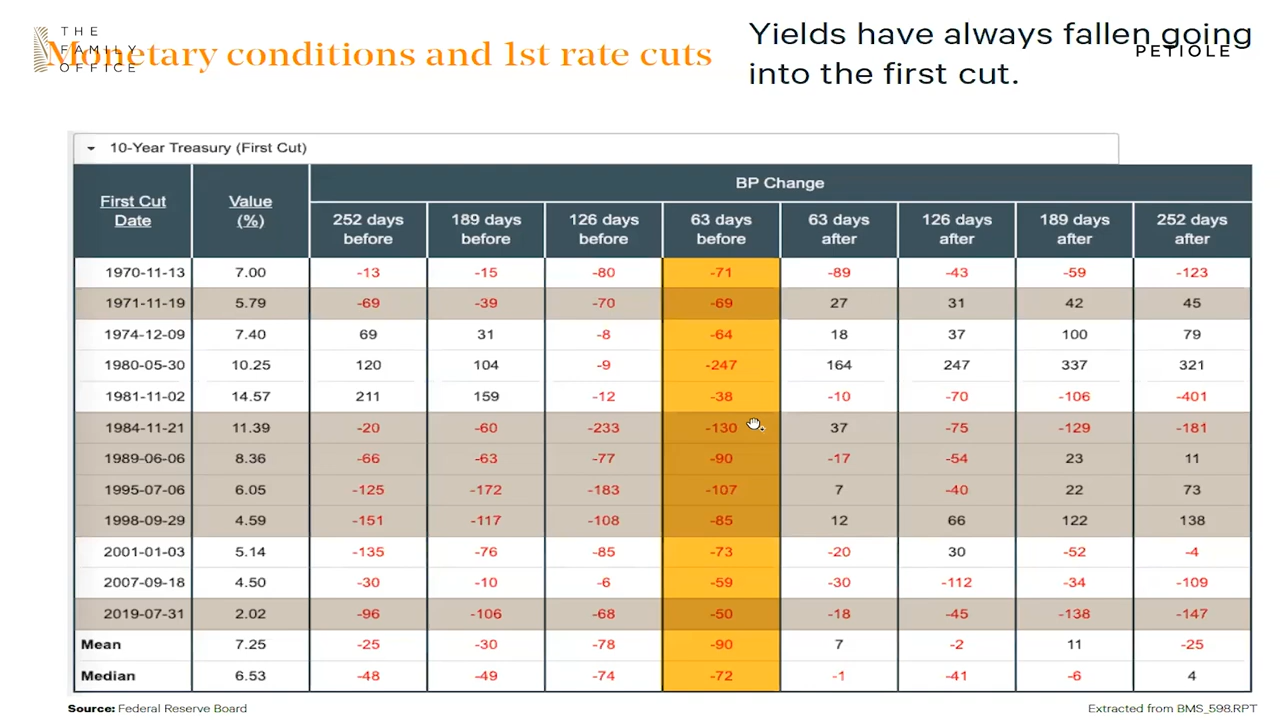 THE
FAMILY
OFFICE
Monetary conditions and 1st rate cuts
Yields have always fallen going
into the first cut.
PETIOLE
10-Year Treasury (First Cut)
First Cut Date Value (%) BP Change
252 days before 189 days before 126 days before 63 days before 63 days after 126 days after 189 days after 252 days after
1970-11-13 7.00 -13 -15 -80 -71 -89 -43 -59 -123
1971-11-19 5.79 -69 -39 -70 -69 27 31 42 45
1974-12-09 7.40 69 31 -8 -64 18 37 100 79
1980-05-30 10.25 120 104 -9 -247 164 247 337 321
1981-11-02 14.57 211 159 -12 -38 -10 -70 -106 -401
1984-11-21 11.39 -20 -60 -233 -130 37 -75 -129 -181
1989-06-06 8.36 -66 -63 -77 -90 -17 -54 23 11
1995-07-06 6.05 -125 -172 -183 -107 7 -40 22 73
1998-09-29 4.59 -151 -117 -108 -85 12 66 122 138
2001-01-03 5.14 -135 -76 -85 -73 -20 30 -52 -4
2007-09-18 4.50 -30 -10 -6 -59 -30 -112 -34 -109
2019-07-31 2.02 -96 -106 -68 -50 -18 -45 -138 -147
Mean 7.25 -25 -30 -78 -90 7 -2 11 -25
Median 6.53 -48 -49 -74 -72 -1 -41 -6 4
Source: Federal Reserve Board
Extracted from BMS_598.RPT